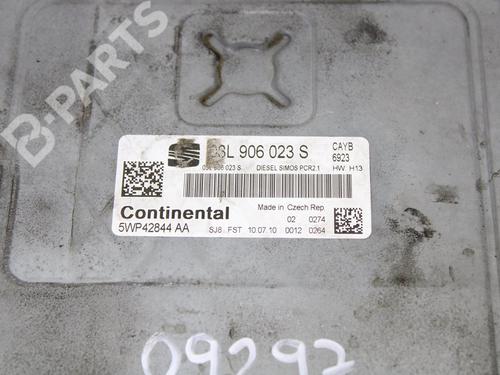 B-PARTS
03L 906 023 S
CAYB
6923
03L 906 023 S DIESEL SIMOS PCR2.1 HW H13
Continental
Made in Czech Rep.
02 0274
5WP42844 AA
SJ8 FST 10.07.10 0012 0264
09297